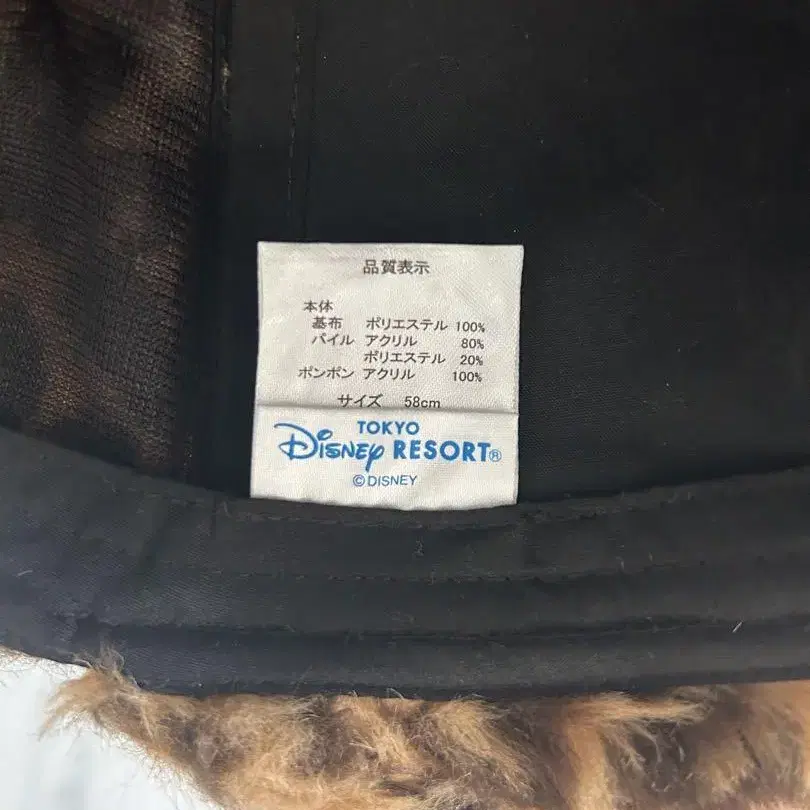 品質表示
本体
基布 ポリエステル 100%
パイル アクリル 80%
ポリエステル 20%
ポンポン アクリル 100%
サイズ 58cm
TOKYO
Disney RESORT®
©DISNEY